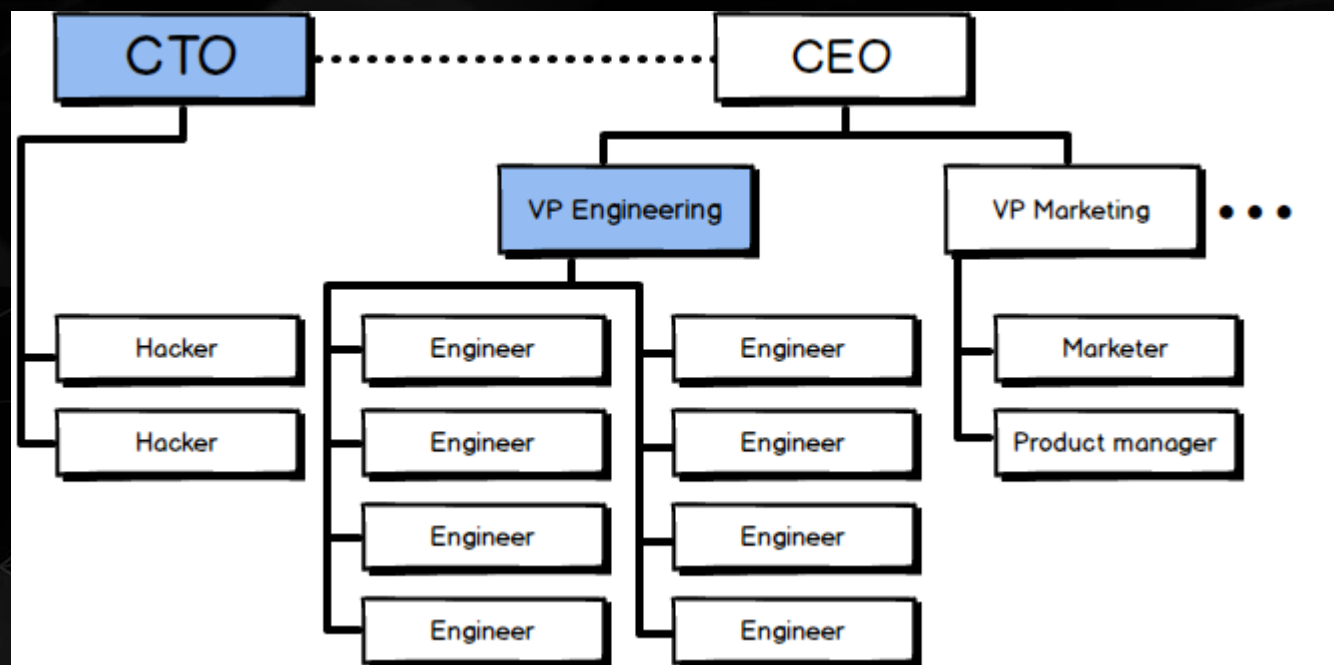 CTO
CEO
VP Engineering
VP Marketing
Hacker
Engineer
Engineer
Marketer
Hacker
Engineer
Engineer
Product manager
Engineer
Engineer
Engineer
Engineer